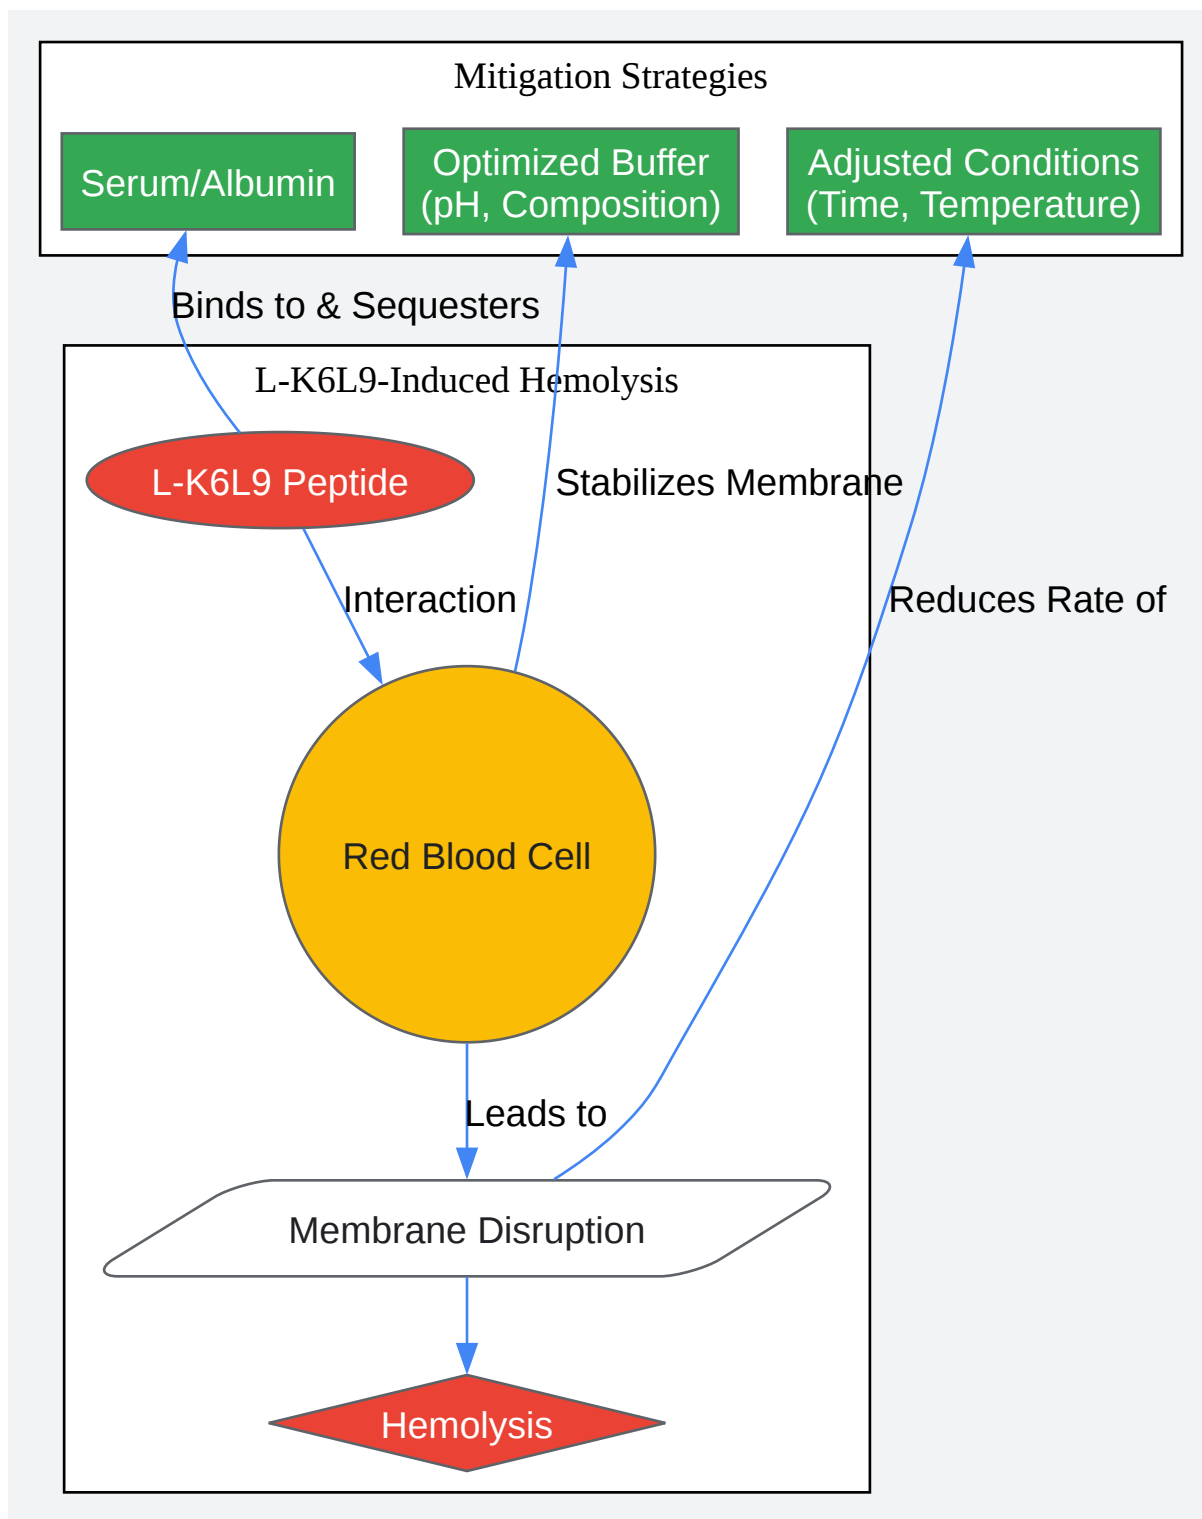 Mitigation Strategies
Serum/Albumin
Optimized Buffer
(pH, Composition)
Adjusted Conditions
(Time, Temperature)
Binds to & Sequesters
L-K6L9-Induced Hemolysis
L-K6L9 Peptide
Stabilizes Membrane
Interaction
Reduces Rate of
Red Blood Cell
Leads to
Membrane Disruption
Hemolysis